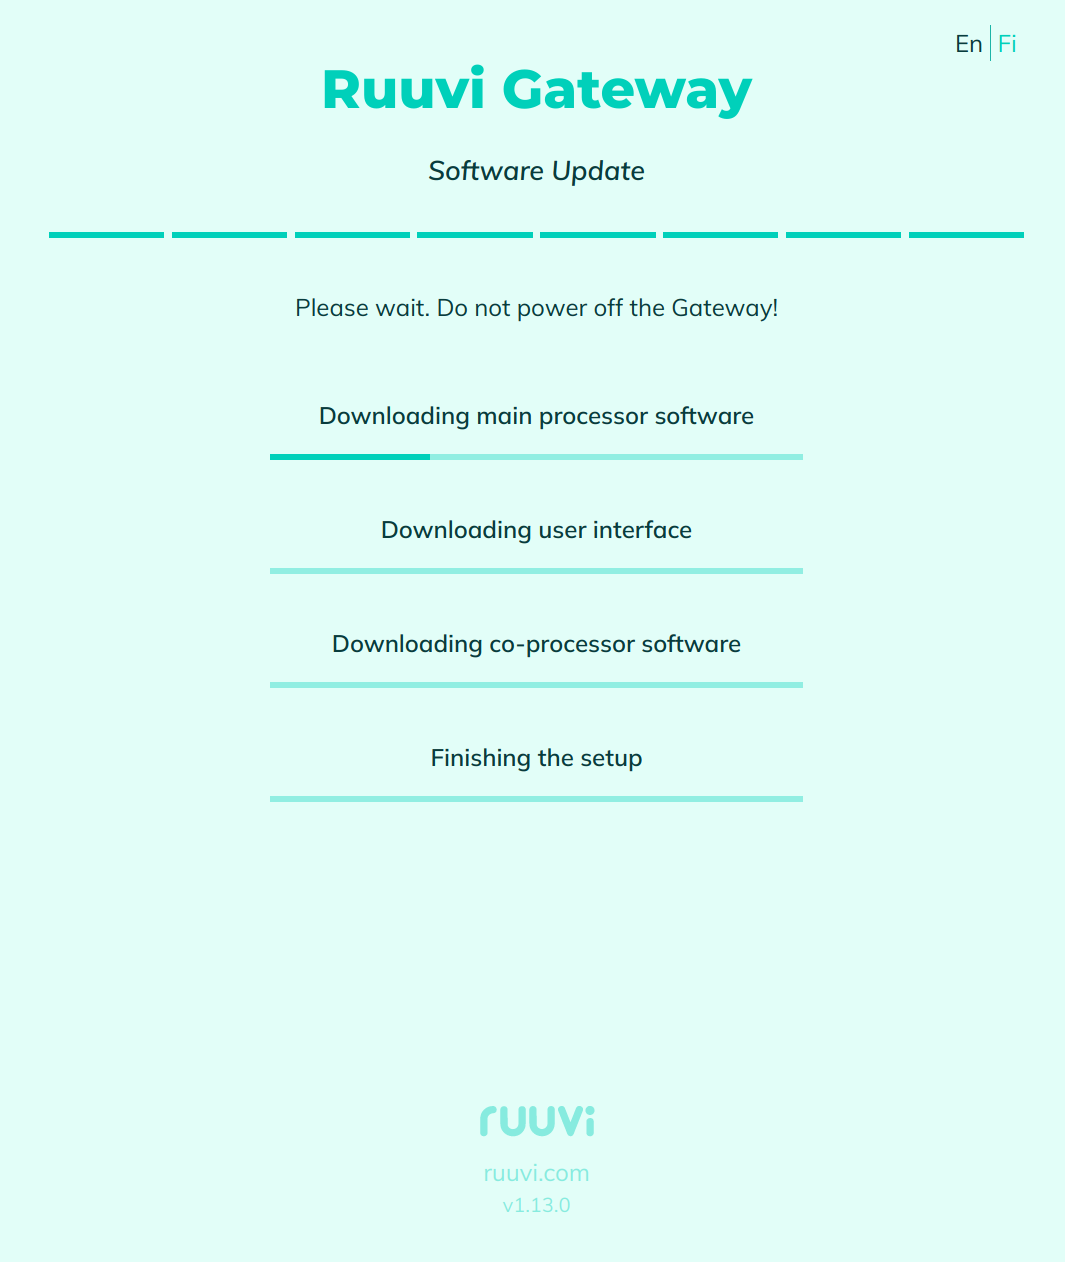 En Fi
Ruuvi Gateway
Software Update
Please wait. Do not power off the Gateway!
Downloading main processor software
Downloading user interface
Downloading co-processor software
Finishing the setup
ruuvi
ruuvi.com
v1.13.0